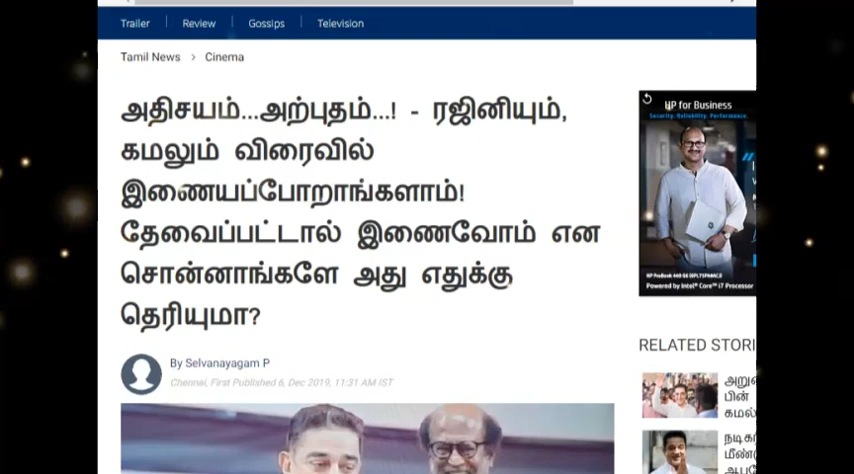 Trailer
Review
Gossips
Television
Tamil News > Cinema
அதிசயம்...அற்புதம்...! - ரஜினியும்,
கமலும் விரைவில்
இணையப்போறாங்களாம்!
தேவைப்பட்டால் இணைவோம் என
சொன்னாங்களே அது எதுக்கு
தெரியுமா?
By Selvanayagam P
Chennai, First Published 6, Dec 2019, 11:31 AM IST
HP for Business
Security. Reliability. Performance.
Powered by Intel® Core™ i7 Processor
RELATED STORI
பின்
கமல்